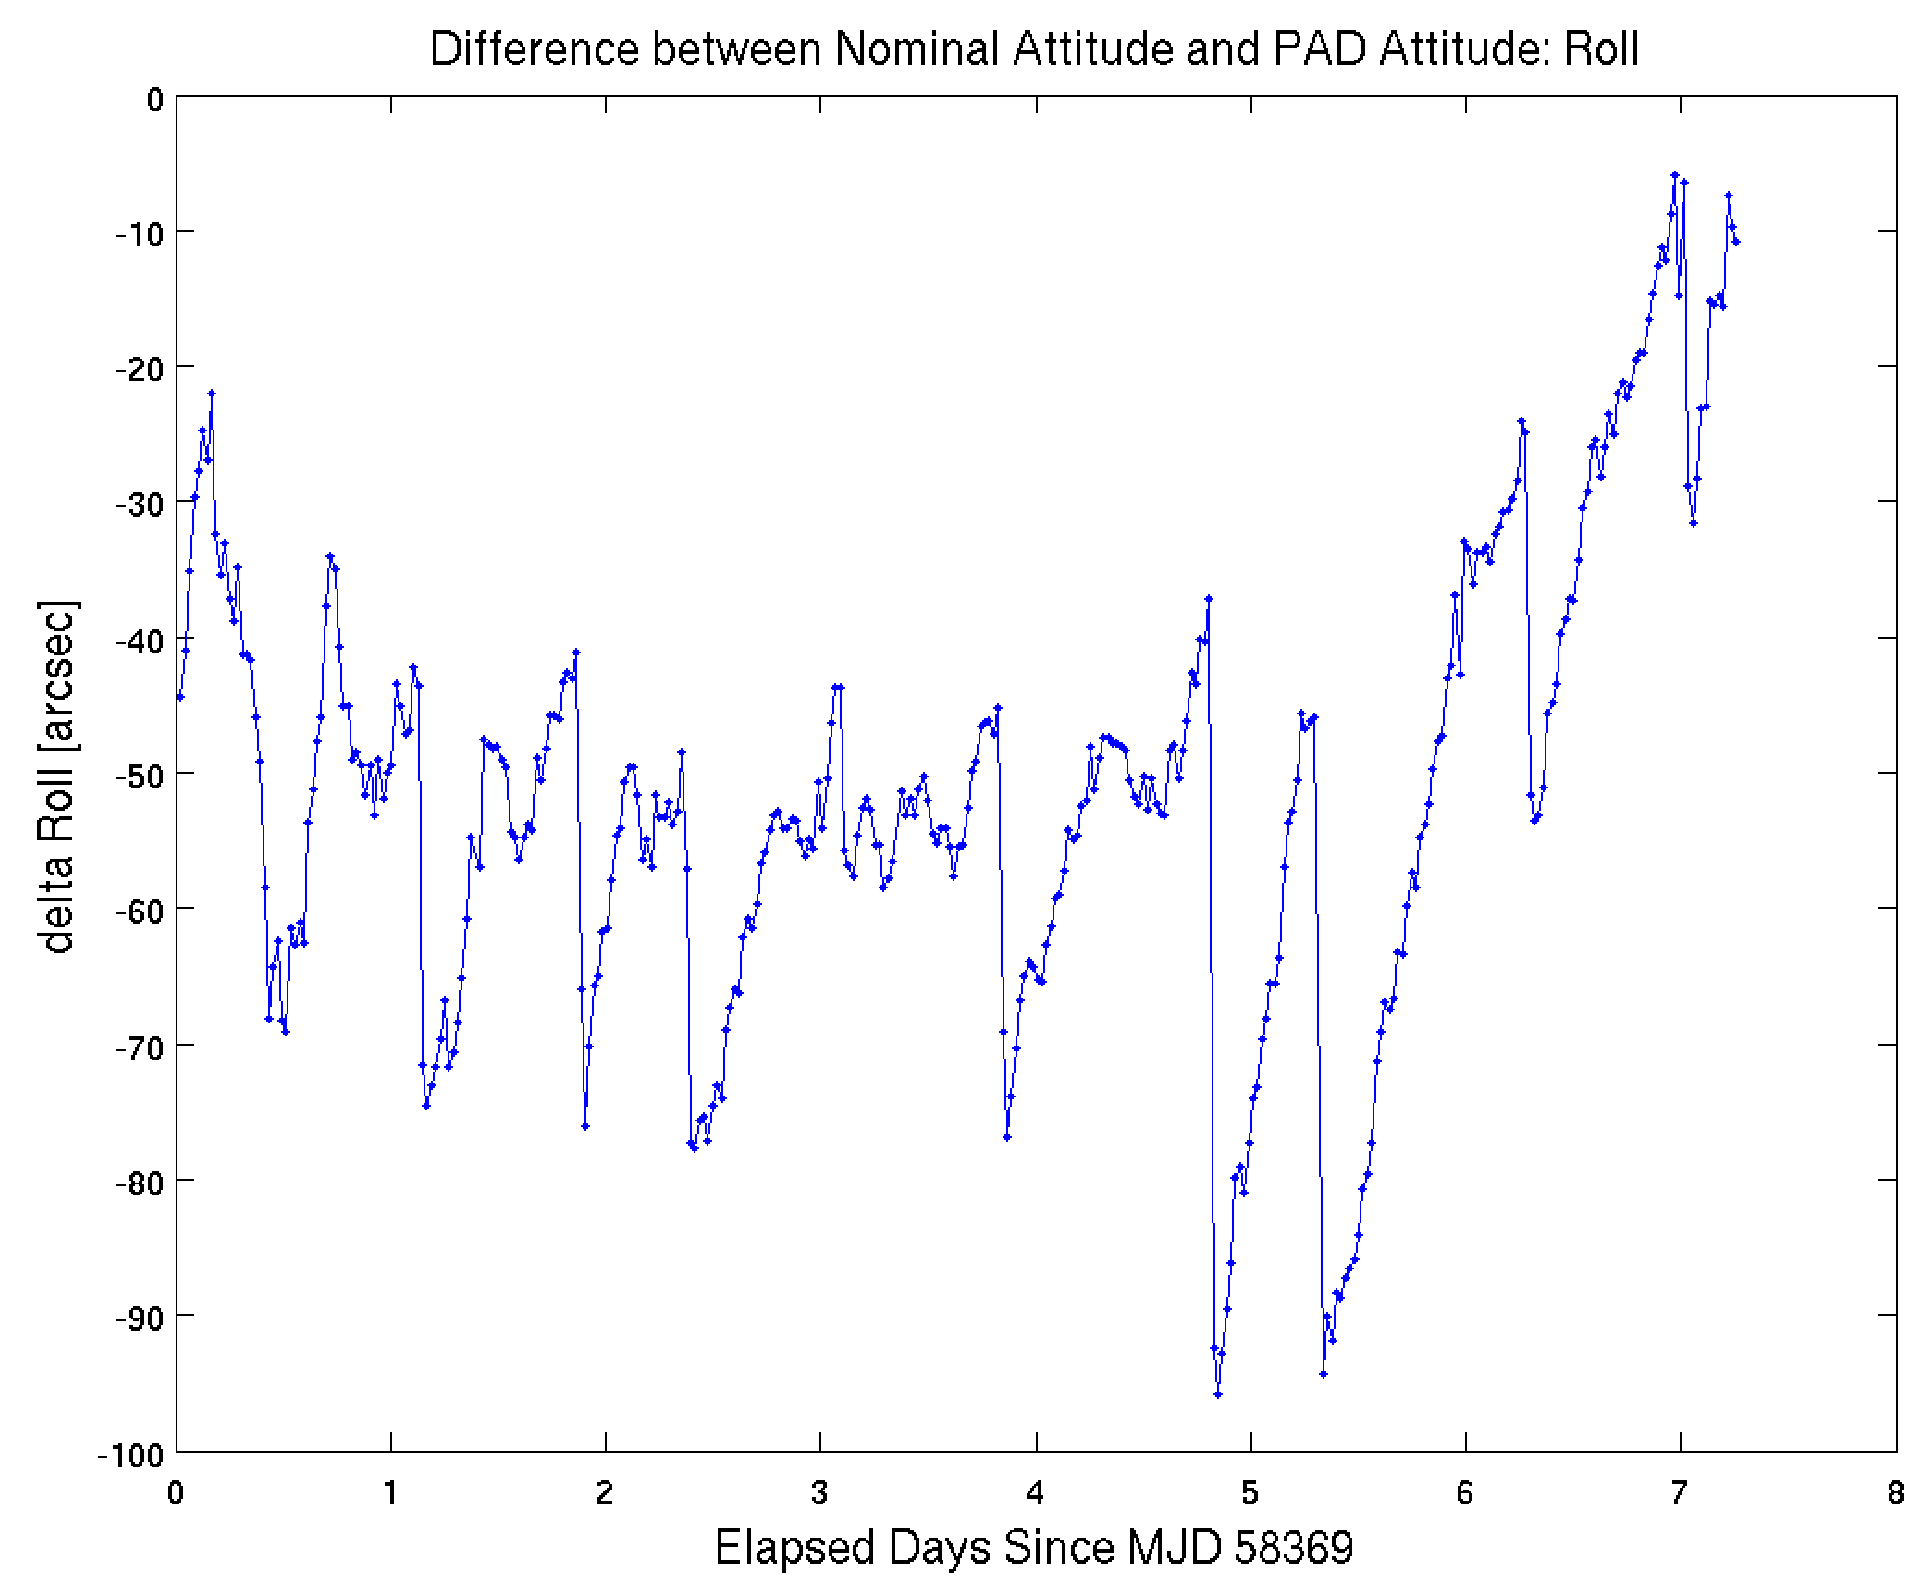 Difference between Nominal Attitude and PAD Attitude: Roll
0
-10
-20
-30
-40
-50
-60
-70
-80
-90
-100
delta Roll [arcsec]
0 1 2 3 4 5 6 7 8
Elapsed Days Since MJD 58369